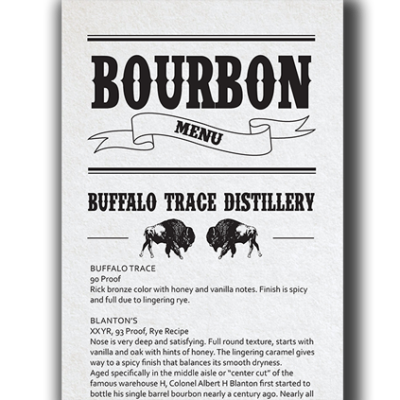 BOURBON
MENU
BUFFALO TRACE DISTILLERY
BUFFALO TRACE
90 Proof
Rick bronze color with honey and vanilla notes. Finish is spicy
and full due to lingering rye.
BLANTON'S
XXYR, 93 Proof, Rye Recipe
Nose is very deep and satisfying. Full round texture, starts with
vanilla and oak with hints of honey. The lingering caramel gives
way to a spicy finish that balances its smooth dryness.
Aged specifically in the middle aisle or “center cut” of the
famous warehouse H, Colonel Albert H Blanton first started to
bottle his single barrel bourbon nearly a century ago. Nearly all